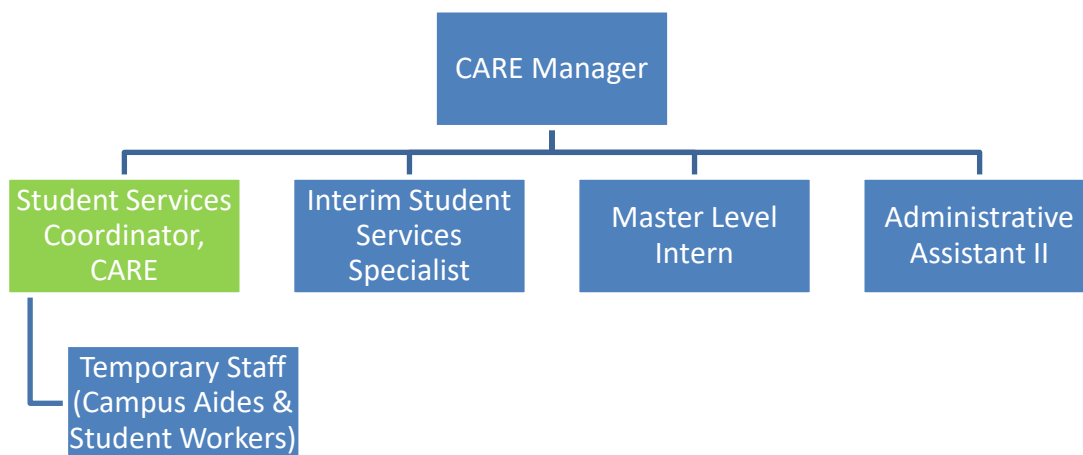 CARE Manager
Student Services
Coordinator,
CARE
Interim Student
Services
Specialist
Master Level
Intern
Administrative
Assistant II
Temporary Staff
(Campus Aides &
Student Workers)